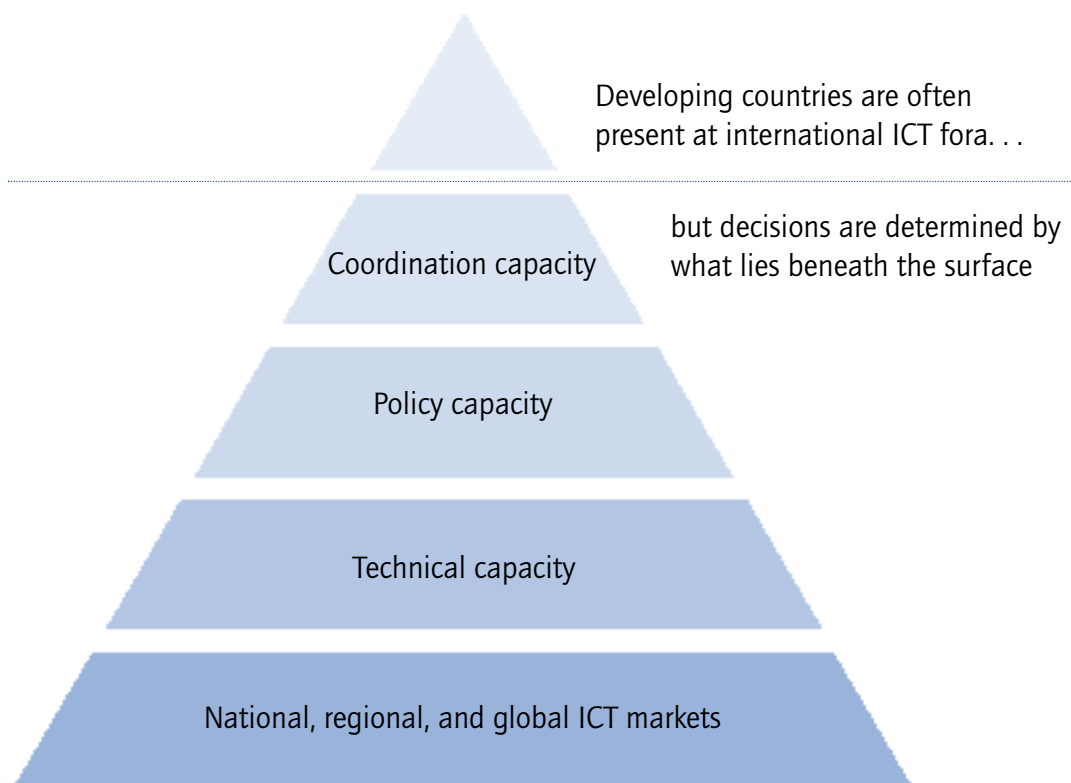 Developing countries are often
present at international ICT fora. . .
but decisions are determined by
what lies beneath the surface
Coordination capacity
Policy capacity
Technical capacity
National, regional, and global ICT markets